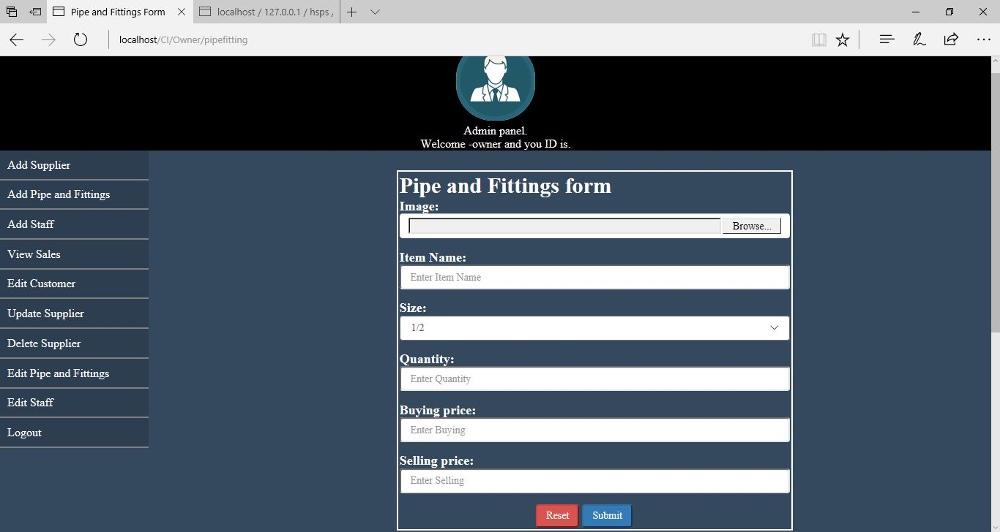 Pipe and Fittings Form
localhost / 127.0.0.1 / hsps /
localhost/CI/Owner/pipefitting
Admin panel.
Welcome -owner and you ID is.
Add Supplier
Add Pipe and Fittings
Add Staff
View Sales
Edit Customer
Update Supplier
Delete Supplier
Edit Pipe and Fittings
Edit Staff
Logout
Pipe and Fittings form
Image:
Browse...
Item Name:
Enter Item Name
Size:
1/2
Quantity:
Enter Quantity
Buying price:
Enter Buying
Selling price:
Enter Selling
Reset Submit